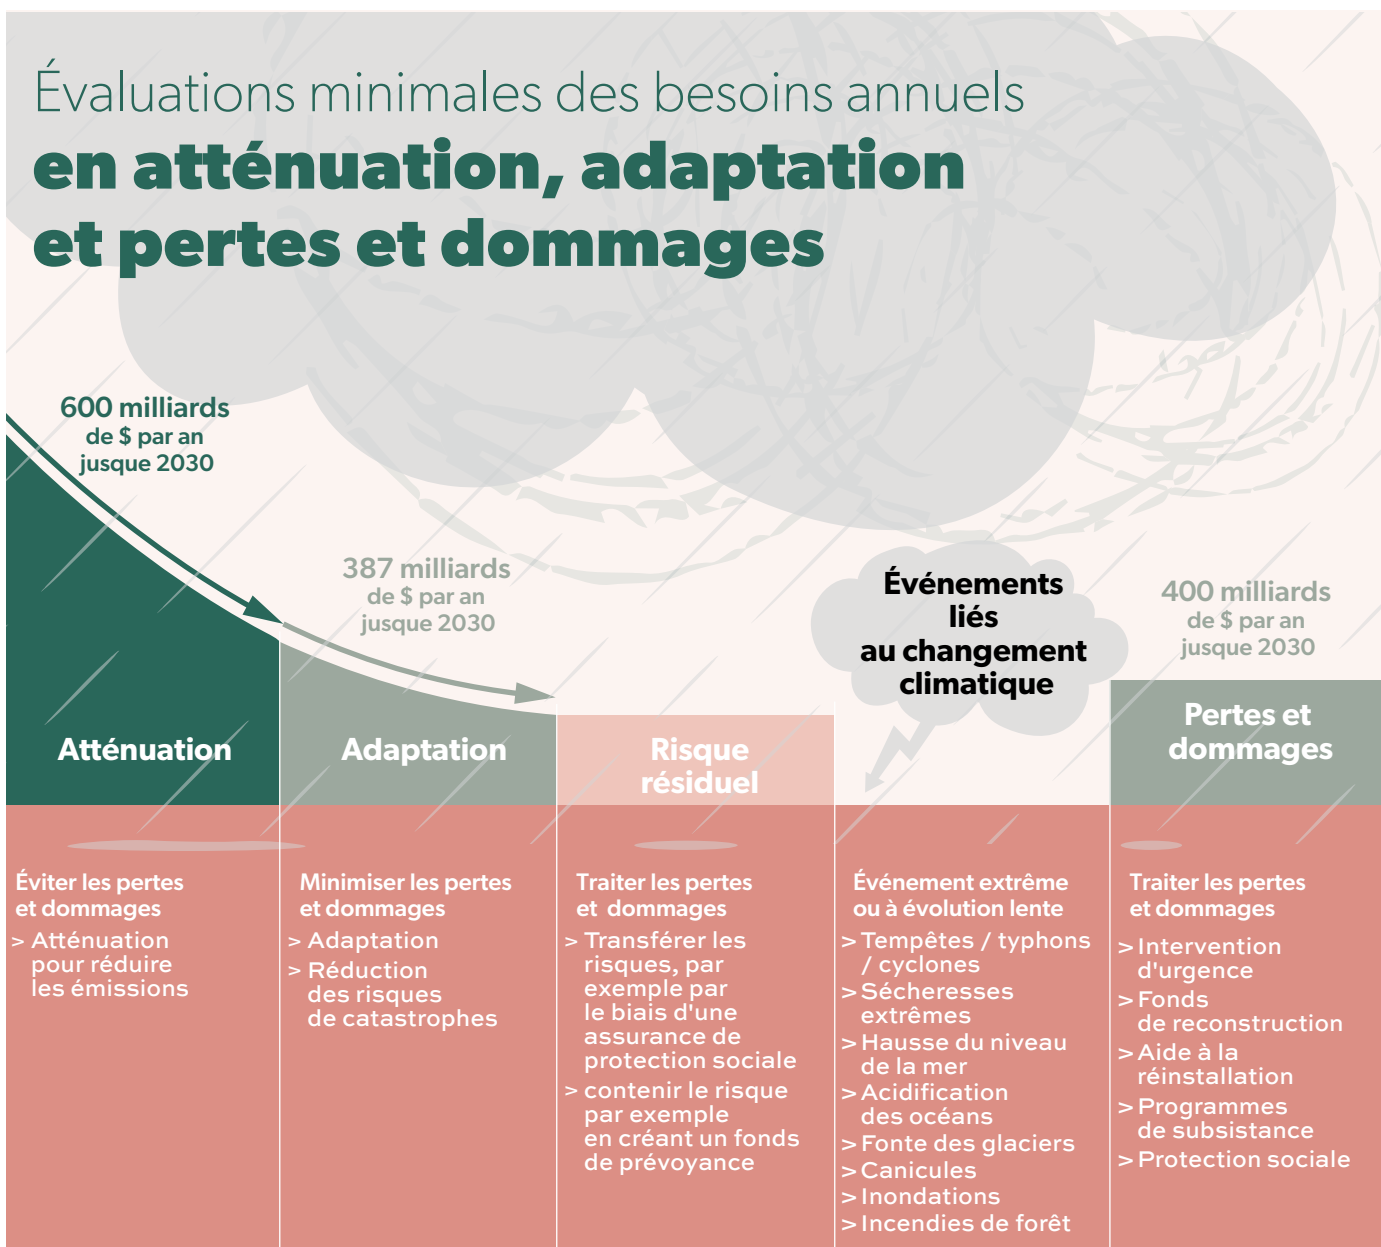 Évaluations minimales des besoins annuels
en atténuation, adaptation
et pertes et dommages
600 milliards
de $ par an
jusque 2030
387 milliards
de $ par an
jusque 2030
Événements
liés
au changement
climatique
400 milliards
de $ par an
jusque 2030
Atténuation
Adaptation
Risque
résiduel
Pertes et
dommages
Éviter les pertes
et dommages
> Atténuation
pour réduire
les émissions
Minimiser les pertes
et dommages
> Adaptation
> Réduction
des risques
de catastrophes
Traiter les pertes
et dommages
> Transférer les
risques, par
exemple par
le biais d'une
assurance de
protection sociale
> contenir le risque
par exemple
en créant un fonds
de prévoyance
Événement extrême
ou à évolution lente
> Tempêtes / typhons
/ cyclones
> Sécheresses
extrêmes
> Hausse du niveau
de la mer
> Acidification
des océans
> Fonte des glaciers
> Canicules
> Inondations
> Incendies de forêt
Traiter les pertes
et dommages
> Intervention
d'urgence
> Fonds
de reconstruction
> Aide à la
réinstallation
> Programmes
de subsistance
> Protection sociale